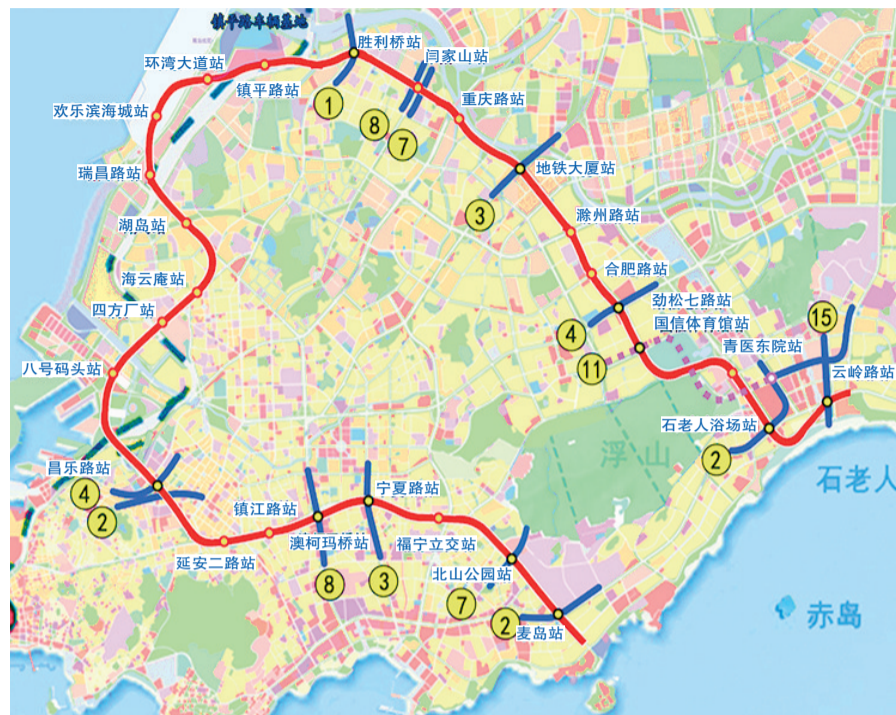 镇平路车辆基地
胜利桥站
环湾大道站
闫家山站
镇平路站
欢乐滨海城站
1
8
7
重庆路站
瑞昌路站
地铁大厦站
3
湖岛站
滁州路站
海云庵站
合肥路站
四方厂站
劲松七路站
国信体育馆站
15
4
11
青医东院站
八号码头站
云岭路站
石老人浴场站
浮山
2
昌乐路站
4
2
石老人
镇江路站
宁夏路站
延安二路站
澳柯玛桥站
福宁立交站
8
3
北山公园站
7
2
麦岛站
赤岛